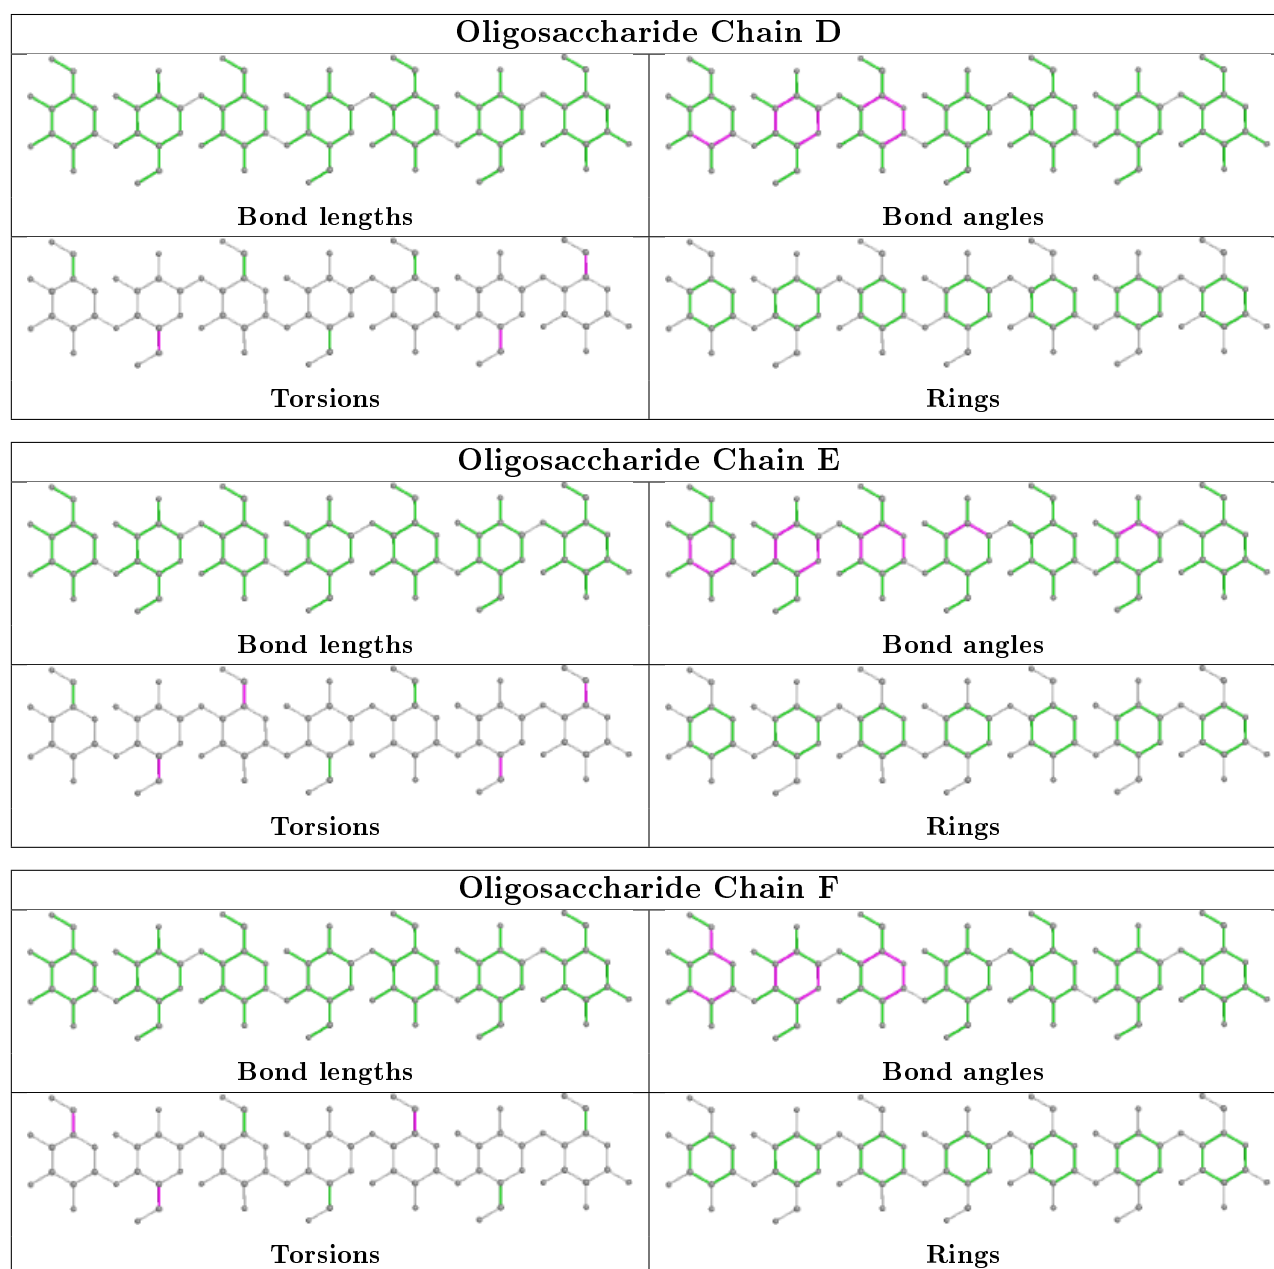 Oligosaccharide Chain D
Bond lengths
Bond angles
Torsions
Rings
Oligosaccharide Chain E
Bond lengths
Bond angles
Torsions
Rings
Oligosaccharide Chain F
Bond lengths
Bond angles
Torsions
Rings